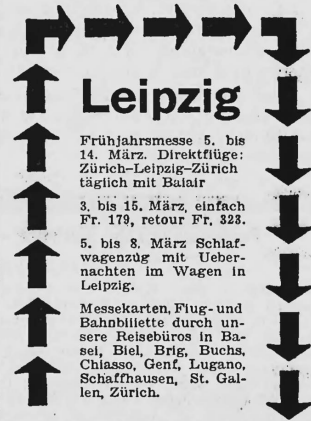 Leipzig
Frühjahrsmesse 5. bis
14. März. Direktflüge:
Zürich–Leipzig–Zürich
täglich mit Balair
3. bis 15. März, einfach
Fr. 179, retour Fr. 323.
5. bis 8. März Schlaf-
wagenzug mit Ueber-
nachten im Wagen in
Leipzig.
Messekarten, Flug- und
Bahnbillette durch un-
sere Reisebüros in Ba-
sel, Biel, Brig, Buchs,
Chiasso, Genf, Lugano,
Schaffhausen, St. Gal-
len, Zürich.